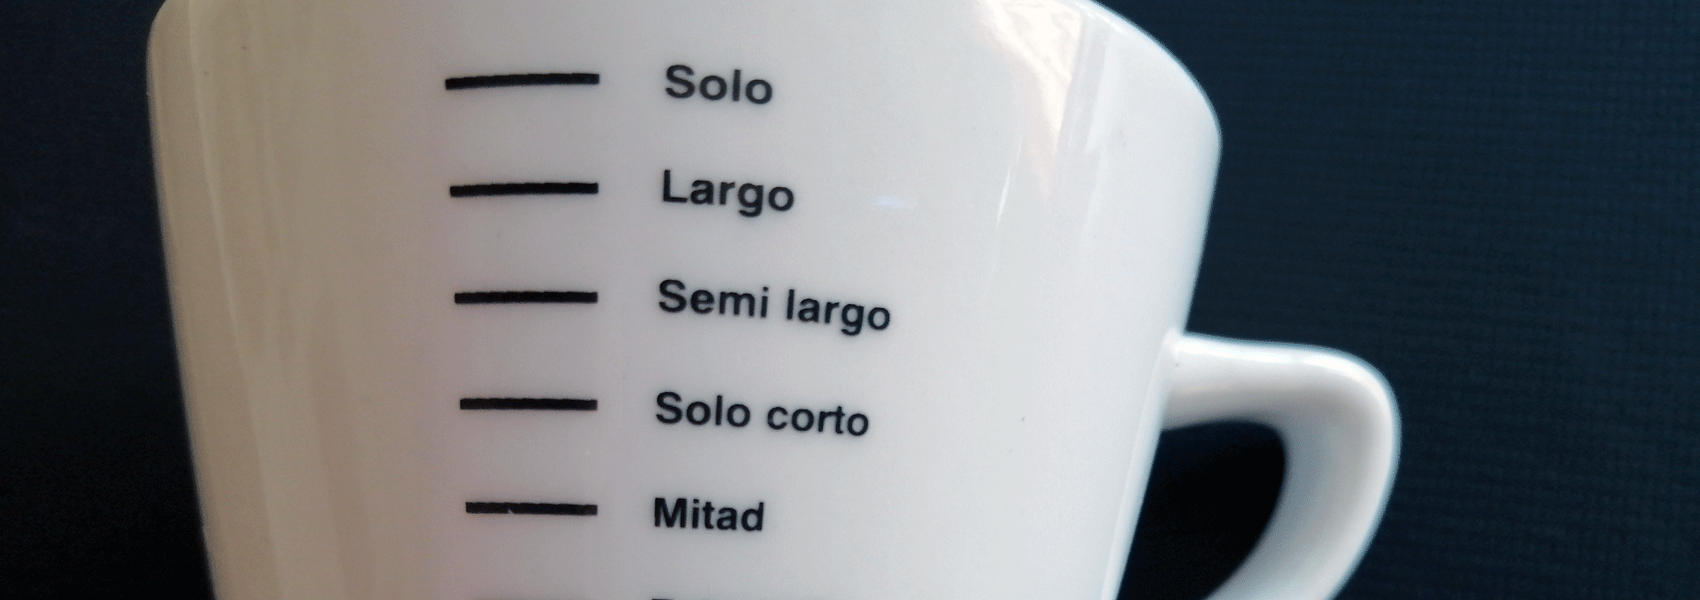 Solo
Largo
Semi largo
Solo corto
Mitad